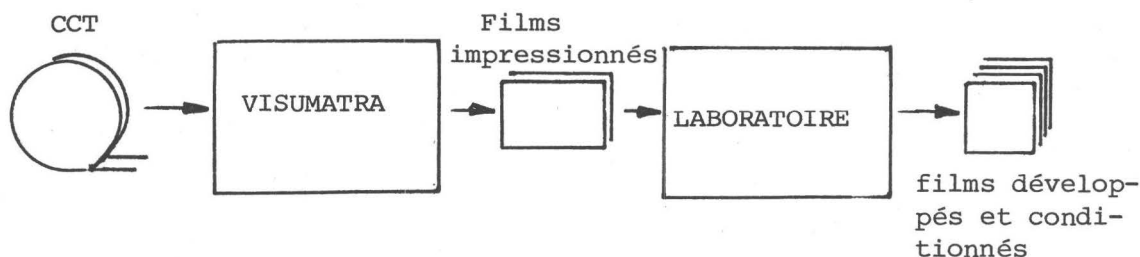 CCT
VISUMATRA
Films
impressionnés
LABORATOIRE
films dévelop-
pés et condi-
tionnés